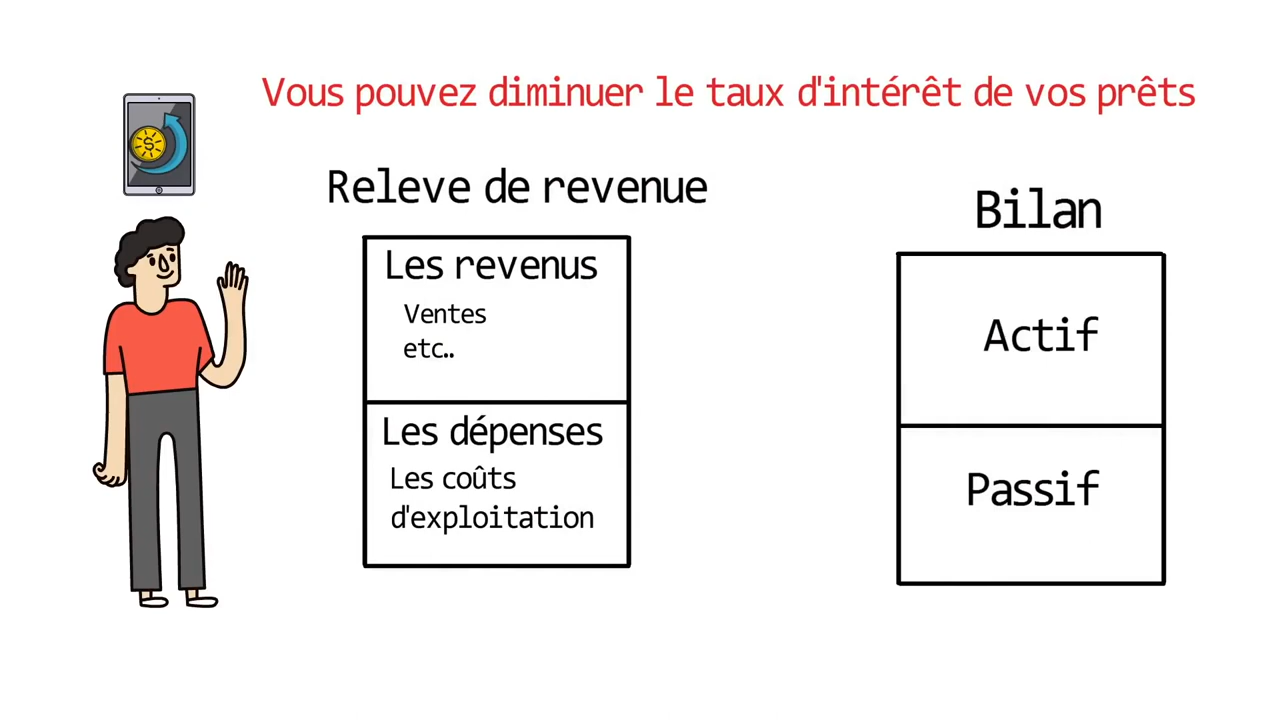 Vous pouvez diminuer le taux d'intérêt de vos prêts
Releve de revenue
Les revenus
Ventes
etc..
Les dépenses
Les coûts
d'exploitation
Bilan
Actif
Passif